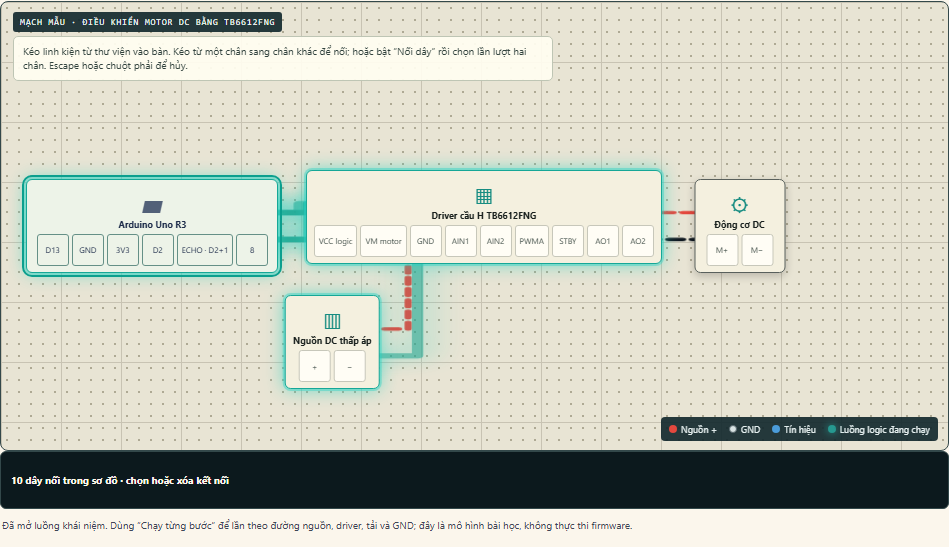 MẠCH MẪU · ĐIỀU KHIỂN MOTOR DC BẰNG TB6612FNG
Kéo linh kiện từ thư viện vào bàn. Kéo từ một chân sang chân khác để nối; hoặc bật "Nối dây" rồi chọn lần lượt hai
chân. Escape hoặc chuột phải để hủy.
Arduino Uno R3
D13 GND 3V3 D2 ECHO · D2+1 8
Driver cầu H TB6612FNG
VCC logic VM motor GND AIN1 AIN2 PWMA STBY AO1 AO2
Động cơ DC
M+ M−
Nguồn DC thấp áp
+ −
Nguồn + GND Tín hiệu Luồng logic đang chạy
10 dây nối trong sơ đồ · chọn hoặc xóa kết nối
Đã mở luồng khái niệm. Dùng "Chạy từng bước" để lần theo đường nguồn, driver, tải và GND; đây là mô hình bài học, không thực thi firmware.